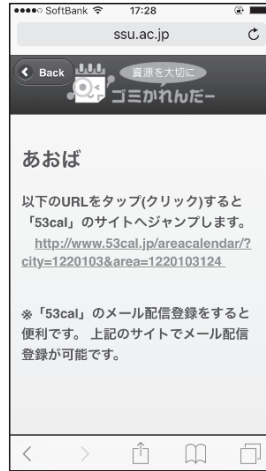 SoftBank 17:28
ssu.ac.jp
Back
資源を大切に
ゴミかれんだー
あおば
以下のURLをタップ(クリック)すると
「53cal」のサイトへジャンプします。
http://www.53cal.jp/areacalendar/?
city=1220103&area=1220103124
※「53cal」のメール配信登録をすると
便利です。 上記のサイトでメール配信
登録が可能です。